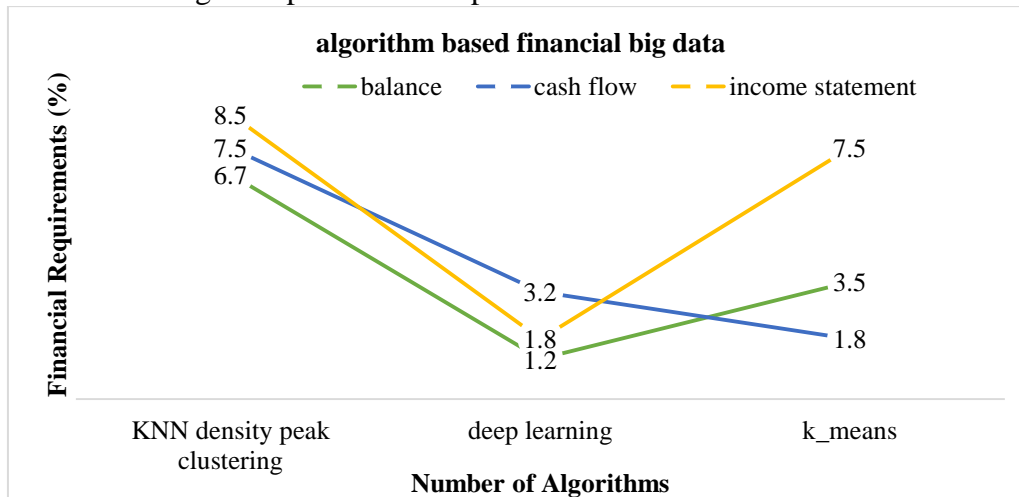 algorithm based financial big data
balance cash flow income statement
Financial Requirements (%)
8.5
7.5
6.7
7.5
3.2
3.5
1.8
1.8
1.2
KNN density peak clustering
deep learning
k_means
Number of Algorithms